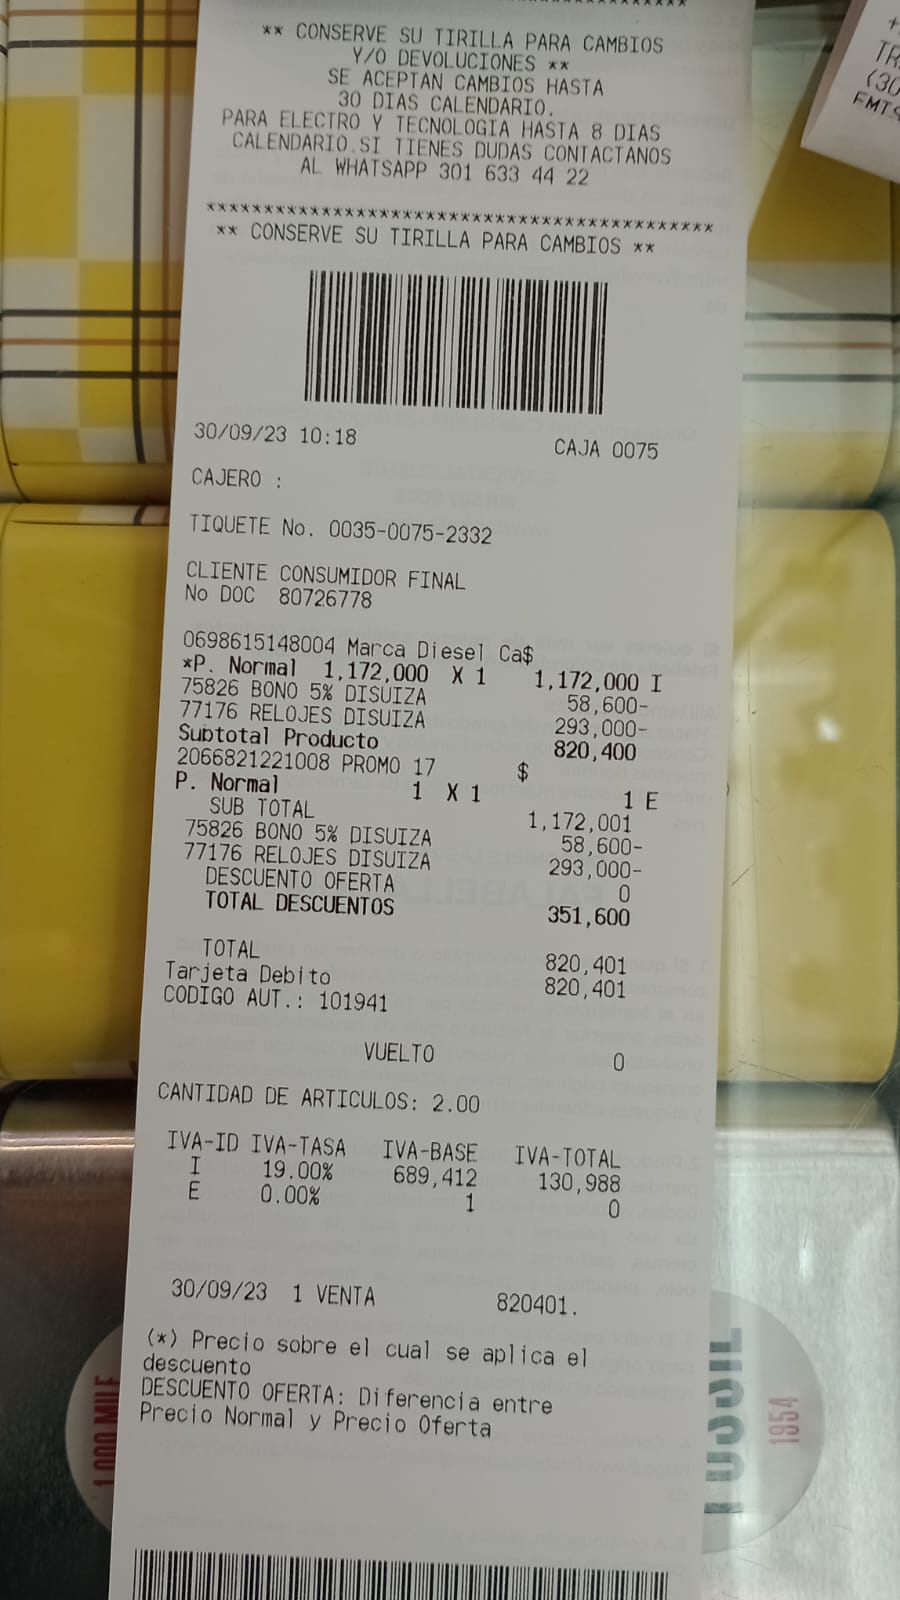 ** CONSERVE SU TIRILLA PARA CAMBIOS
Y/O DEVOLUCIONES **
SE ACEPTAN CAMBIOS HASTA
30 DIAS CALENDARIO.
PARA ELECTRO Y TECNOLOGIA HASTA 8 DIAS
CALENDARIO.SI TIENES DUDAS CONTACTANOS
AL WHATSAPP 301 633 44 22
********************************************
** CONSERVE SU TIRILLA PARA CAMBIOS **
30/09/23 10:18 CAJA 0075
CAJERO :
TIQUETE No. 0035-0075-2332
CLIENTE CONSUMIDOR FINAL
No DOC 80726778
0698615148004 Marca Diesel Ca$
*P. Normal 1,172,000 X 1 1,172,000 I
75826 BONO 5% DISUIZA 58,600-
77176 RELOJES DISUIZA 293,000-
Subtotal Producto 820,400
2066821221008 PROMO 17 $
P. Normal 1 X 1 1 E
SUB TOTAL 1,172,001
75826 BONO 5% DISUIZA 58,600-
77176 RELOJES DISUIZA 293,000-
DESCUENTO OFERTA 0
TOTAL DESCUENTOS 351,600
TOTAL 820,401
Tarjeta Debito 820,401
CODIGO AUT.: 101941
VUELTO 0
CANTIDAD DE ARTICULOS: 2.00
IVA-ID IVA-TASA IVA-BASE IVA-TOTAL
I 19.00% 689,412 130,988
E 0.00% 1 0
30/09/23 1 VENTA 820401.
(*) Precio sobre el cual se aplica el
descuento
DESCUENTO OFERTA: Diferencia entre
Precio Normal y Precio Oferta
FOSSIL
1954